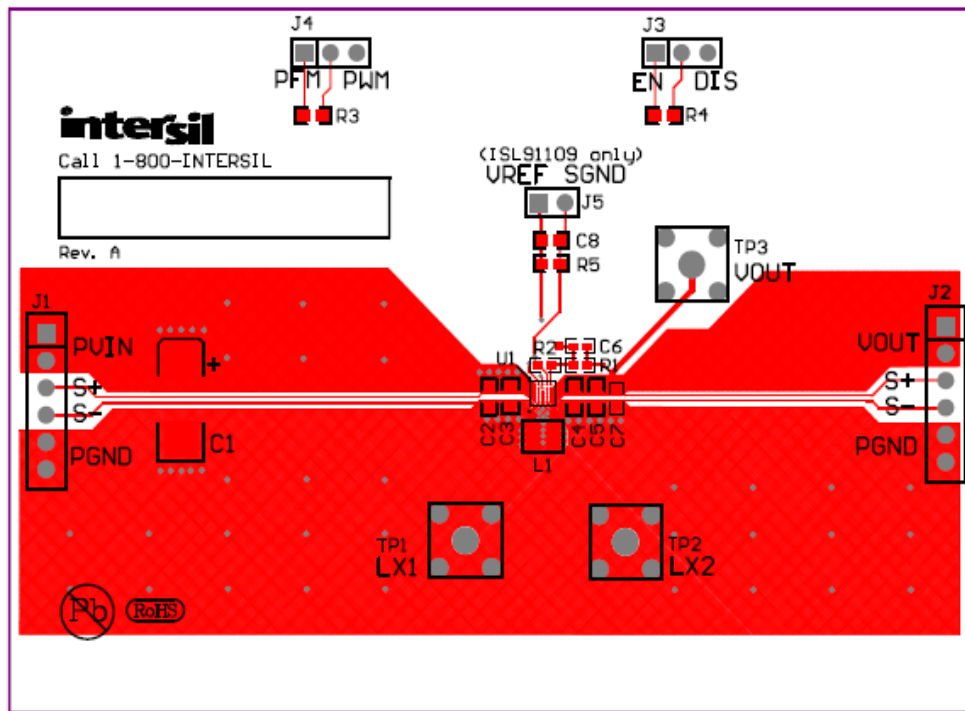 J4
PFM PWM
R3
J3
EN DIS
R4
intersil
Call 1-800-INTERSIL
Rev. A
(ISL91109 only)
VREF SGND
J5
C8
R5
TP3
VOUT
J1
PVIN
S+
S-
PGND
+
C1
U1
R2
C6
R1
C2
C3
C4
C5
C7
L1
J2
VOUT
S+
S-
PGND
TP1
LX1
TP2
LX2
Pb
RoHS